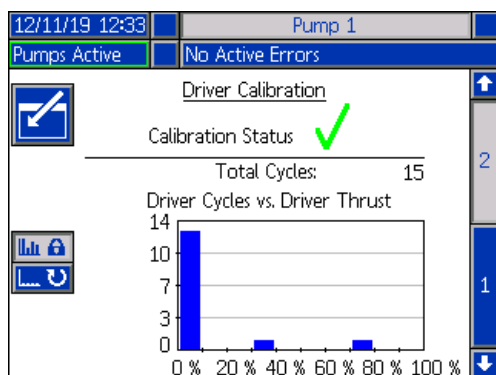 12/11/19 12:33 Pump 1
Pumps Active No Active Errors
Driver Calibration
Calibration Status
2
Total Cycles: 15
Driver Cycles vs. Driver Thrust
14
10
7
1
3
0
0 % 20 % 40 % 60 % 80 % 100 %